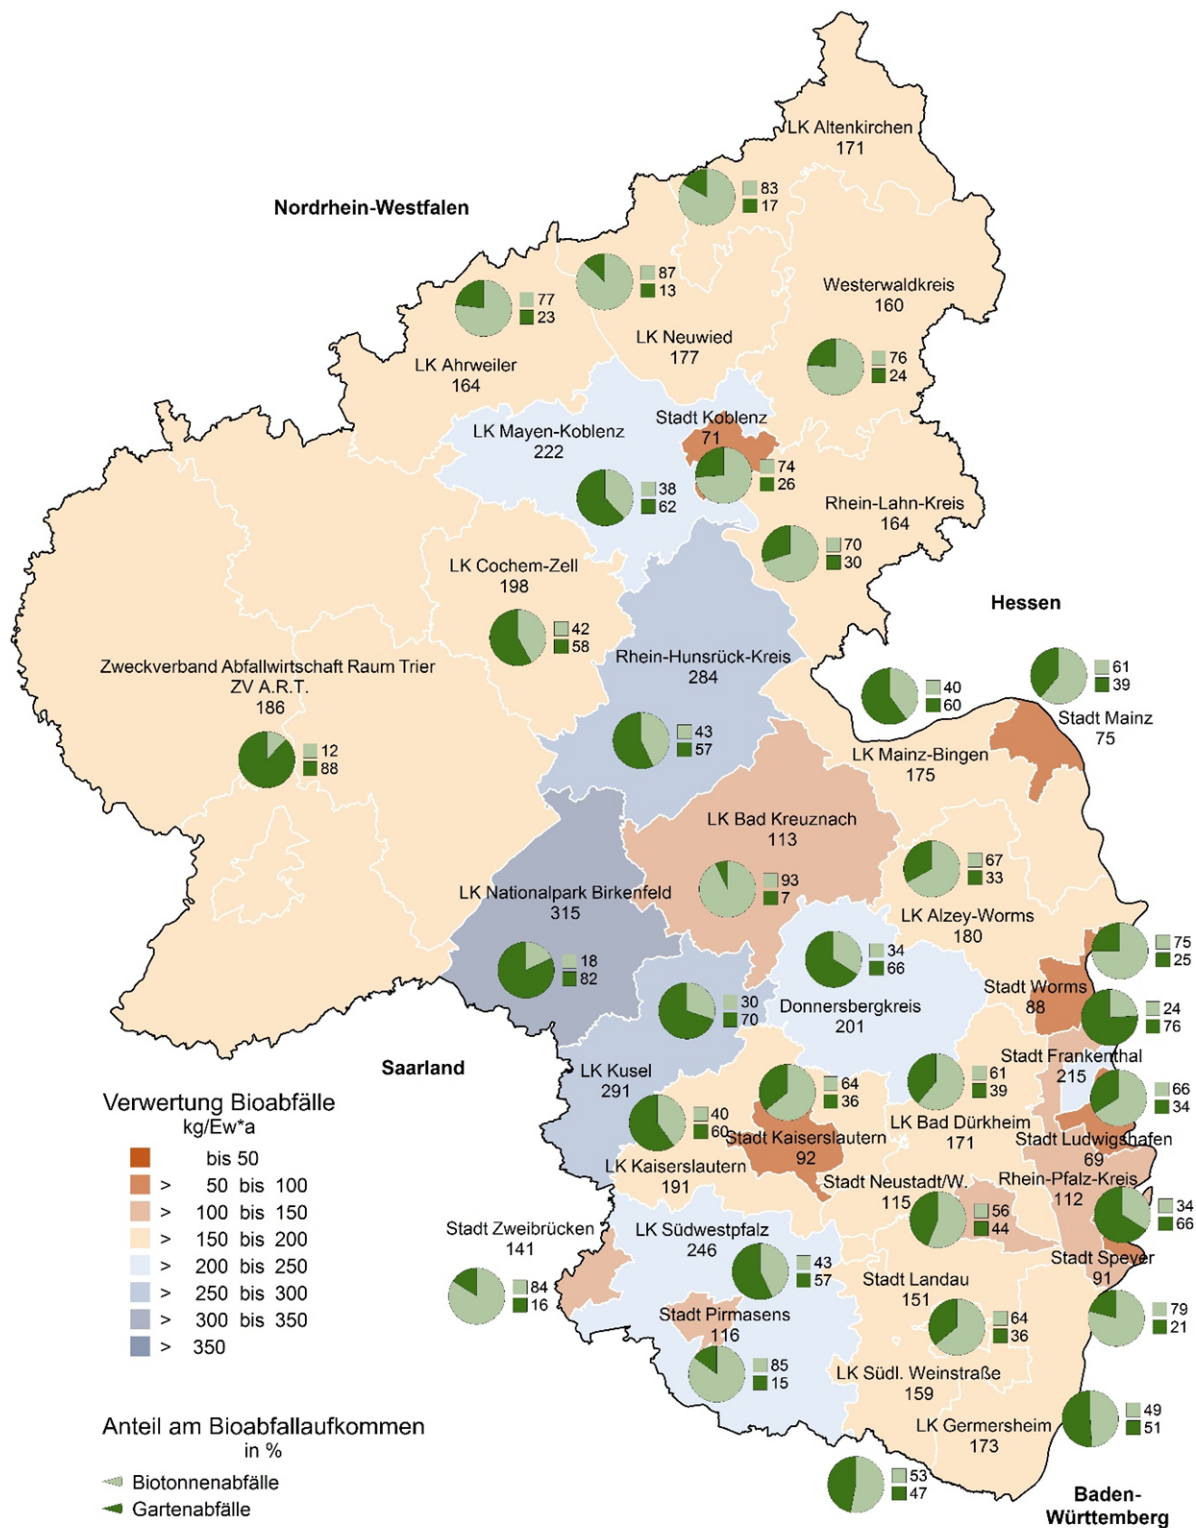 LK Altenkirchen
171
83
17
Nordrhein-Westfalen
87
13
Westerwaldkreis
160
77
23
LK Neuwied
177
76
24
LK Ahrweiler
164
Stadt Koblenz
71
LK Mayen-Koblenz
222
74
26
38
62
Rhein-Lahn-Kreis
164
70
30
LK Cochem-Zell
198
Hessen
42
58
Rhein-Hunsrück-Kreis
284
Zweckverband Abfallwirtschaft Raum Trier
ZV A.R.T.
186
61
39
40
60
Stadt Mainz
75
43
57
12
88
LK Mainz-Bingen
175
LK Bad Kreuznach
113
67
33
93
7
LK Nationalpark Birkenfeld
315
LK Alzey-Worms
180
75
25
34
66
18
82
Stadt Worms
88
30
70
Donnersbergkreis
201
24
76
Stadt Frankenthal
215
Saarland
LK Kusel
291
61
39
64
36
66
34
40
60
LK Bad Dürkheim
171
Stadt Kaiserslautern
92
Stadt Ludwigshafen
69
LK Kaiserslautern
191
Stadt Neustadt/W.
115
Rhein-Pfalz-Kreis
112
56
44
34
66
Stadt Zweibrücken
141
LK Südwestpfalz
246
Stadt Speyer
91
43
57
84
16
Stadt Landau
151
Stadt Pirmasens
116
64
36
79
21
85
15
LK Südl. Weinstraße
159
49
51
LK Germersheim
173
53
47
Baden-
Württemberg
Verwertung Bioabfälle
kg/Ew*a
bis 50
> 50 bis 100
> 100 bis 150
> 150 bis 200
> 200 bis 250
> 250 bis 300
> 300 bis 350
> 350
Anteil am Bioabfallaufkommen
in %
Biotonnenabfälle
Gartenabfälle